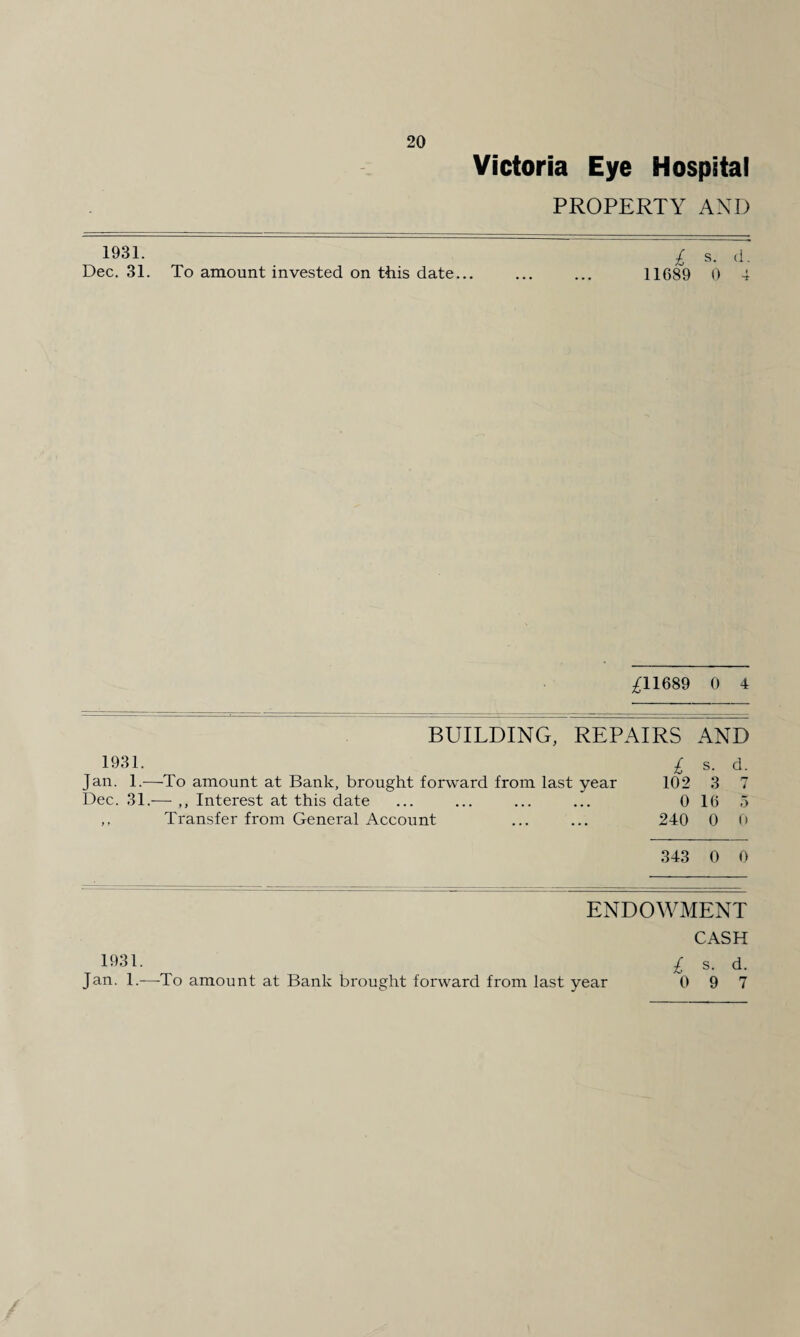 20
Victoria Eye Hospital
PROPERTY AND
1931. £ s. d.
Dec. 31. To amount invested on this date... ... ... 11689 0 4
£11689 0 4
BUILDING, REPAIRS AND
1931. £ s. d.
Jan. 1.—To amount at Bank, brought forward from last year 102 3 7
Dec. 31.— ,, Interest at this date ... ... ... ... 0 16 5
,, Transfer from General Account ... ... 240 0 0
343 0 0
ENDOWMENT
CASH
1931. £ s. d.
Jan. 1.—To amount at Bank brought forward from last year 0 9 7